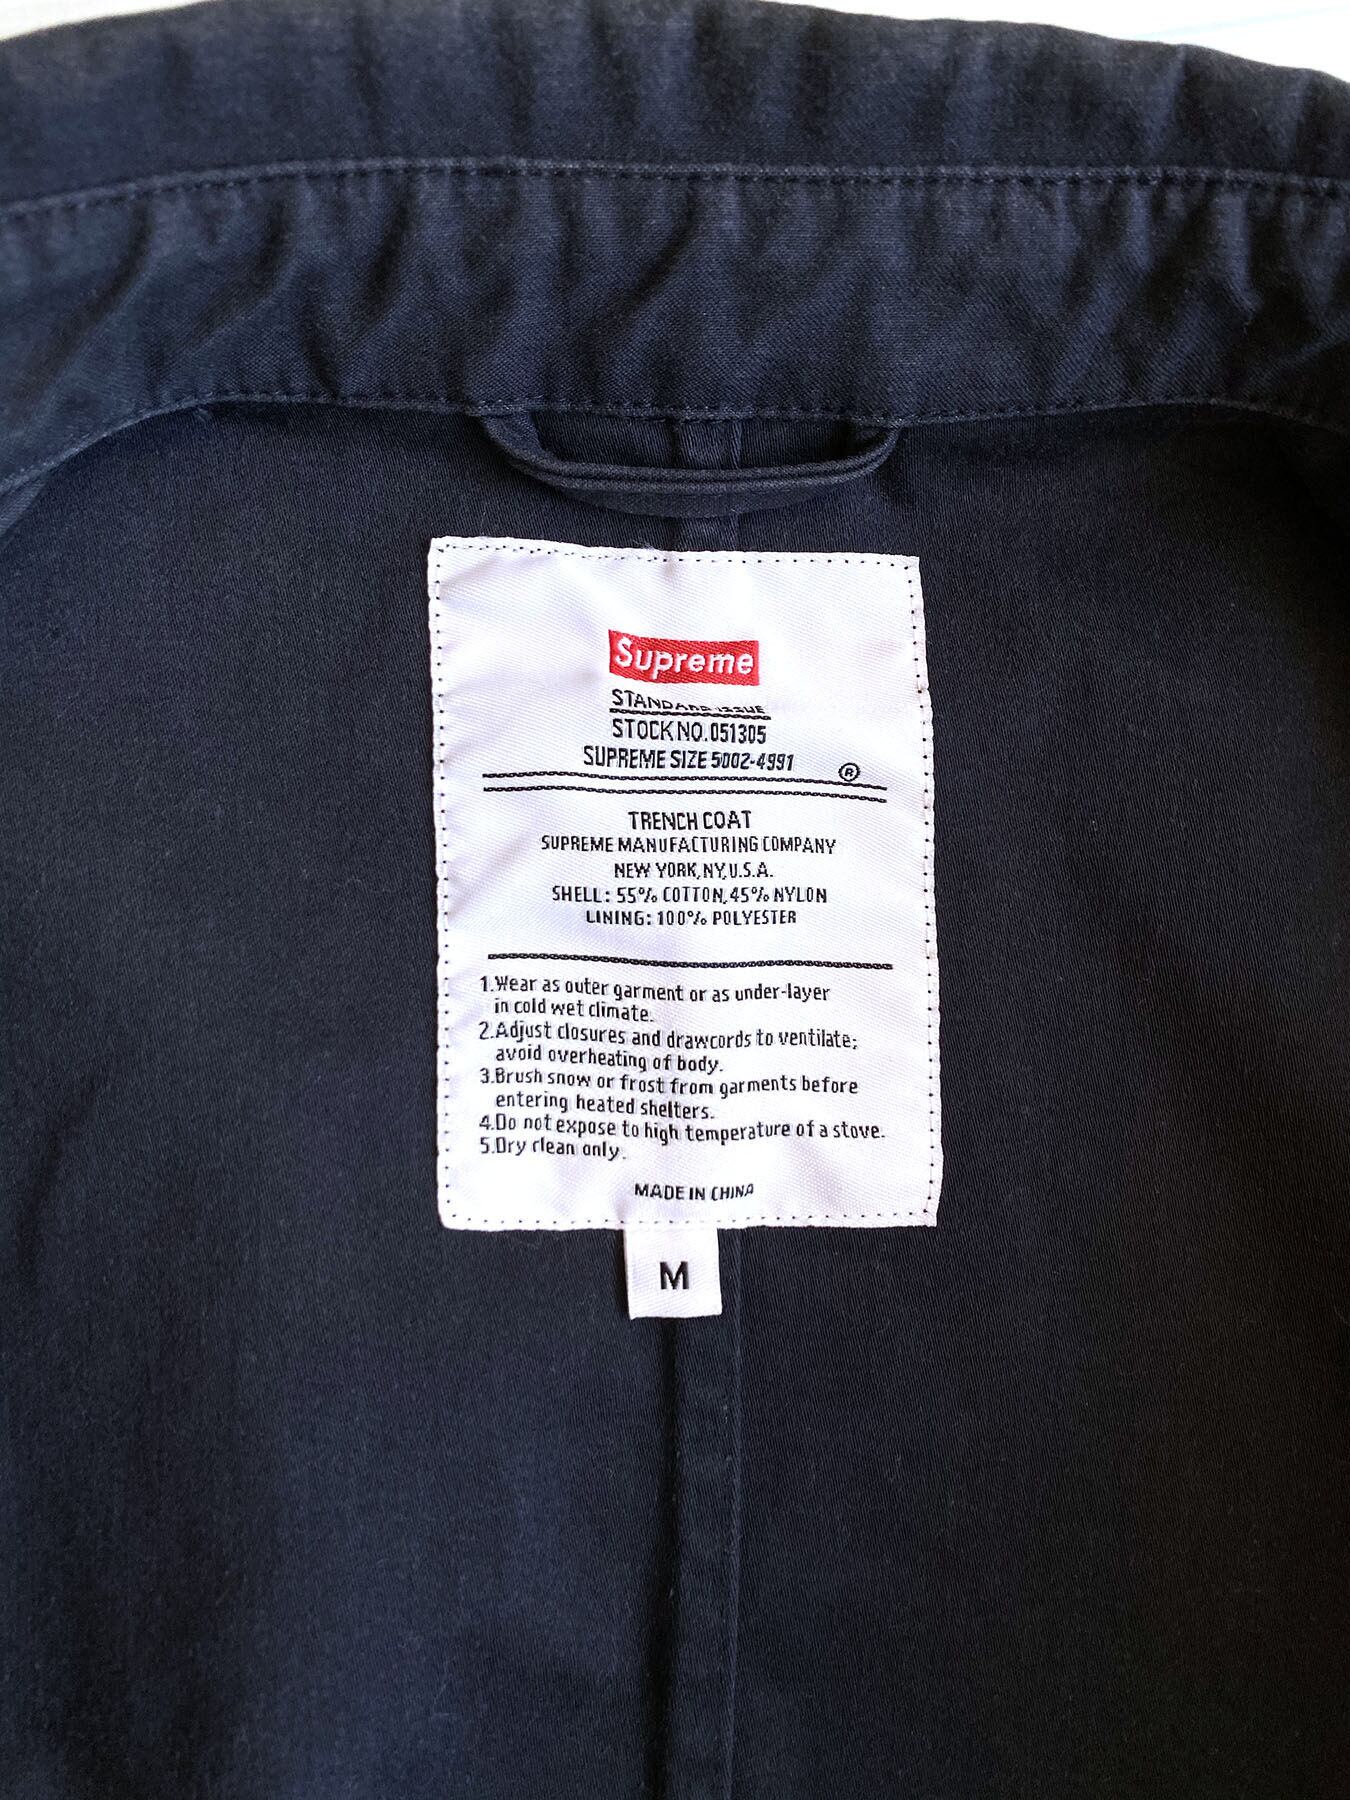 Supreme
STANDARD ISSUE
STOCK NO. 051305
SUPREME SIZE 5002-4991
®
TRENCH COAT
SUPREME MANUFACTURING COMPANY
NEW YORK, NY, U.S.A.
SHELL: 55% COTTON, 45% NYLON
LINING: 100% POLYESTER
1.Wear as outer garment or as under-layer
in cold wet climate.
2.Adjust closures and drawcords to ventilate;
avoid overheating of body.
3.Brush snow or frost from garments before
entering heated shelters.
4.Do not expose to high temperature of a stove.
5.Dry clean only.
MADE IN CHINA
M